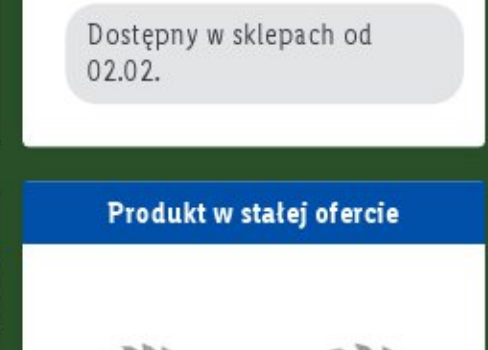 Dostępny w sklepach od
02.02.
Produkt w stałej ofercie